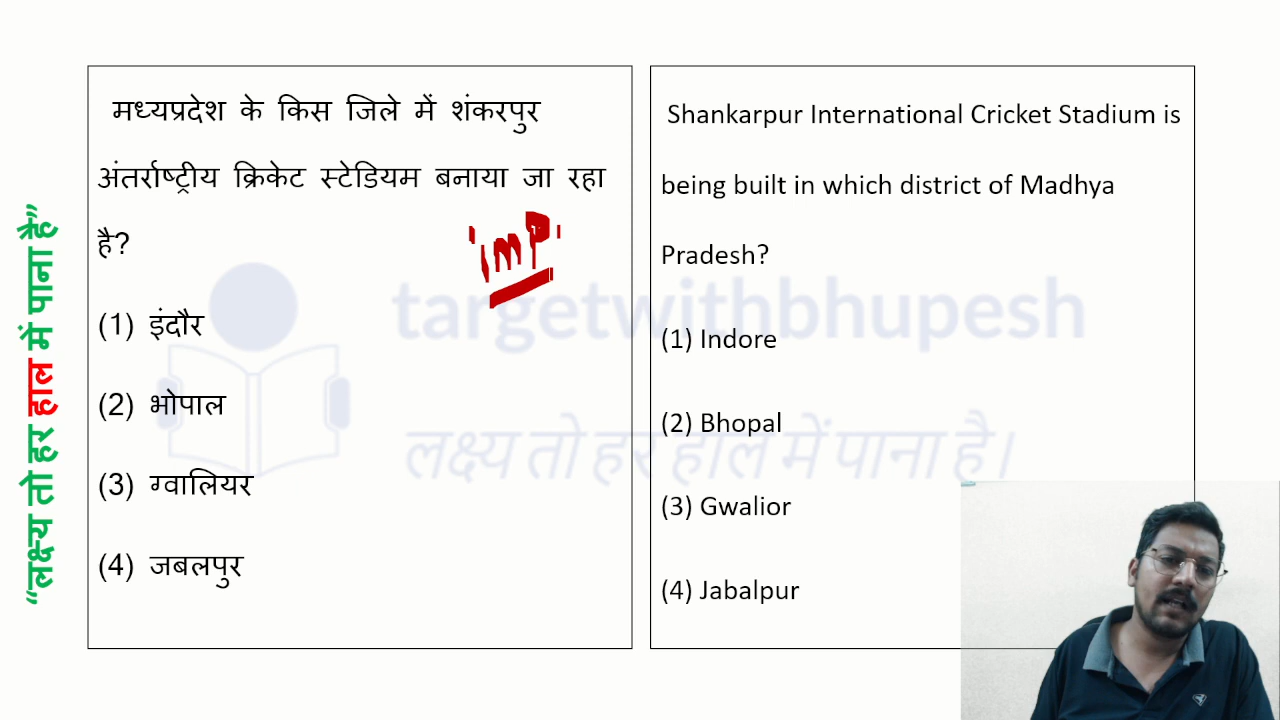 "लक्ष्य तो हर हाल में पाना है"
मध्यप्रदेश के किस जिले में शंकरपुर
अंतर्राष्ट्रीय क्रिकेट स्टेडियम बनाया जा रहा
है?
(1) इंदौर
(2) भोपाल
(3) ग्वालियर
(4) जबलपुर
imp.
Shankarpur International Cricket Stadium is
being built in which district of Madhya
Pradesh?
(1) Indore
(2) Bhopal
(3) Gwalior
(4) Jabalpur
targetwithbhupesh
लक्ष्य तो हर हाल में पाना है।